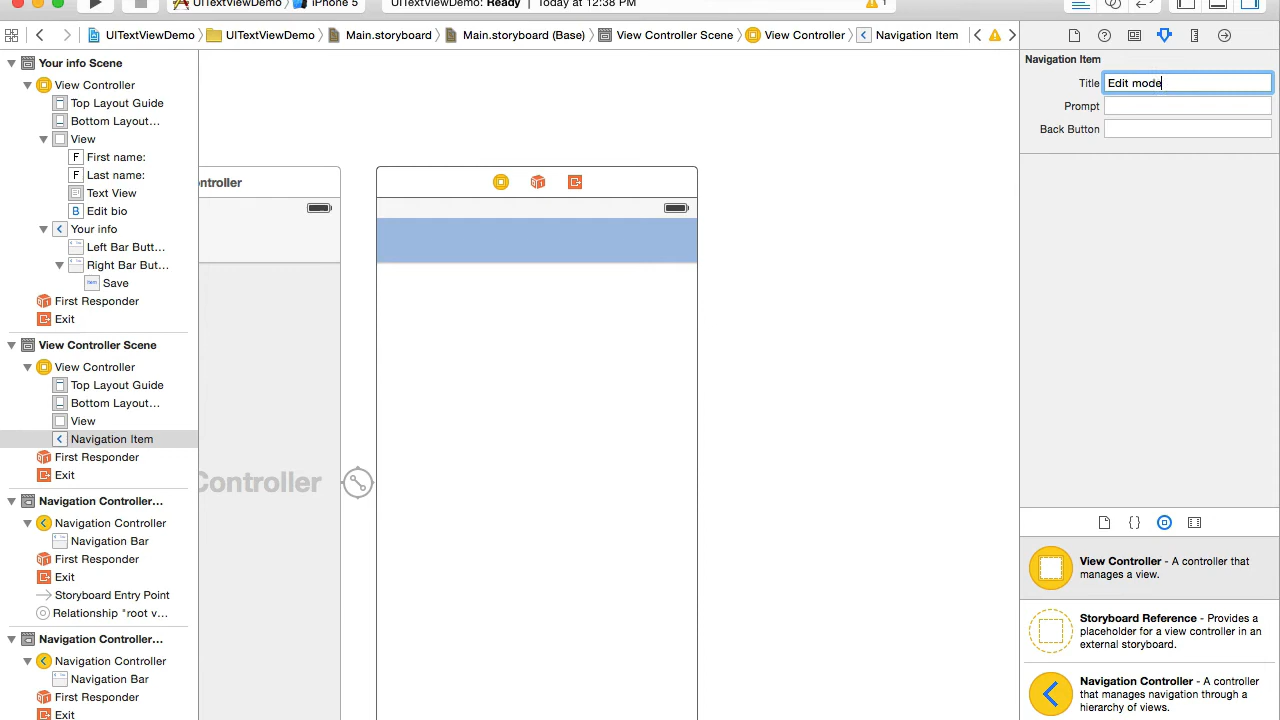 UITextViewDemo
iPhone 5
UITextViewDemo: Ready
Today at 12:38 PM
1
UITextViewDemo
UITextViewDemo
Main.storyboard
Main.storyboard (Base)
View Controller Scene
View Controller
Navigation Item
Your info Scene
View Controller
Top Layout Guide
Bottom Layout...
View
F First name:
F Last name:
Text View
B Edit bio
Your info
Left Bar Butt...
Right Bar But...
Item Save
First Responder
Exit
View Controller Scene
View Controller
Top Layout Guide
Bottom Layout...
View
Navigation Item
First Responder
Exit
Navigation Controller...
Navigation Controller
Navigation Bar
First Responder
Exit
Storyboard Entry Point
Relationship "root v...
Navigation Controller...
Navigation Controller
Navigation Bar
First Responder
Exit
ntroller
Controller
Navigation Item
Title Edit mode
Prompt
Back Button
{}
View Controller - A controller that
manages a view.
Storyboard Reference - Provides a
placeholder for a view controller in an
external storyboard.
Navigation Controller - A controller
that manages navigation through a
hierarchy of views.